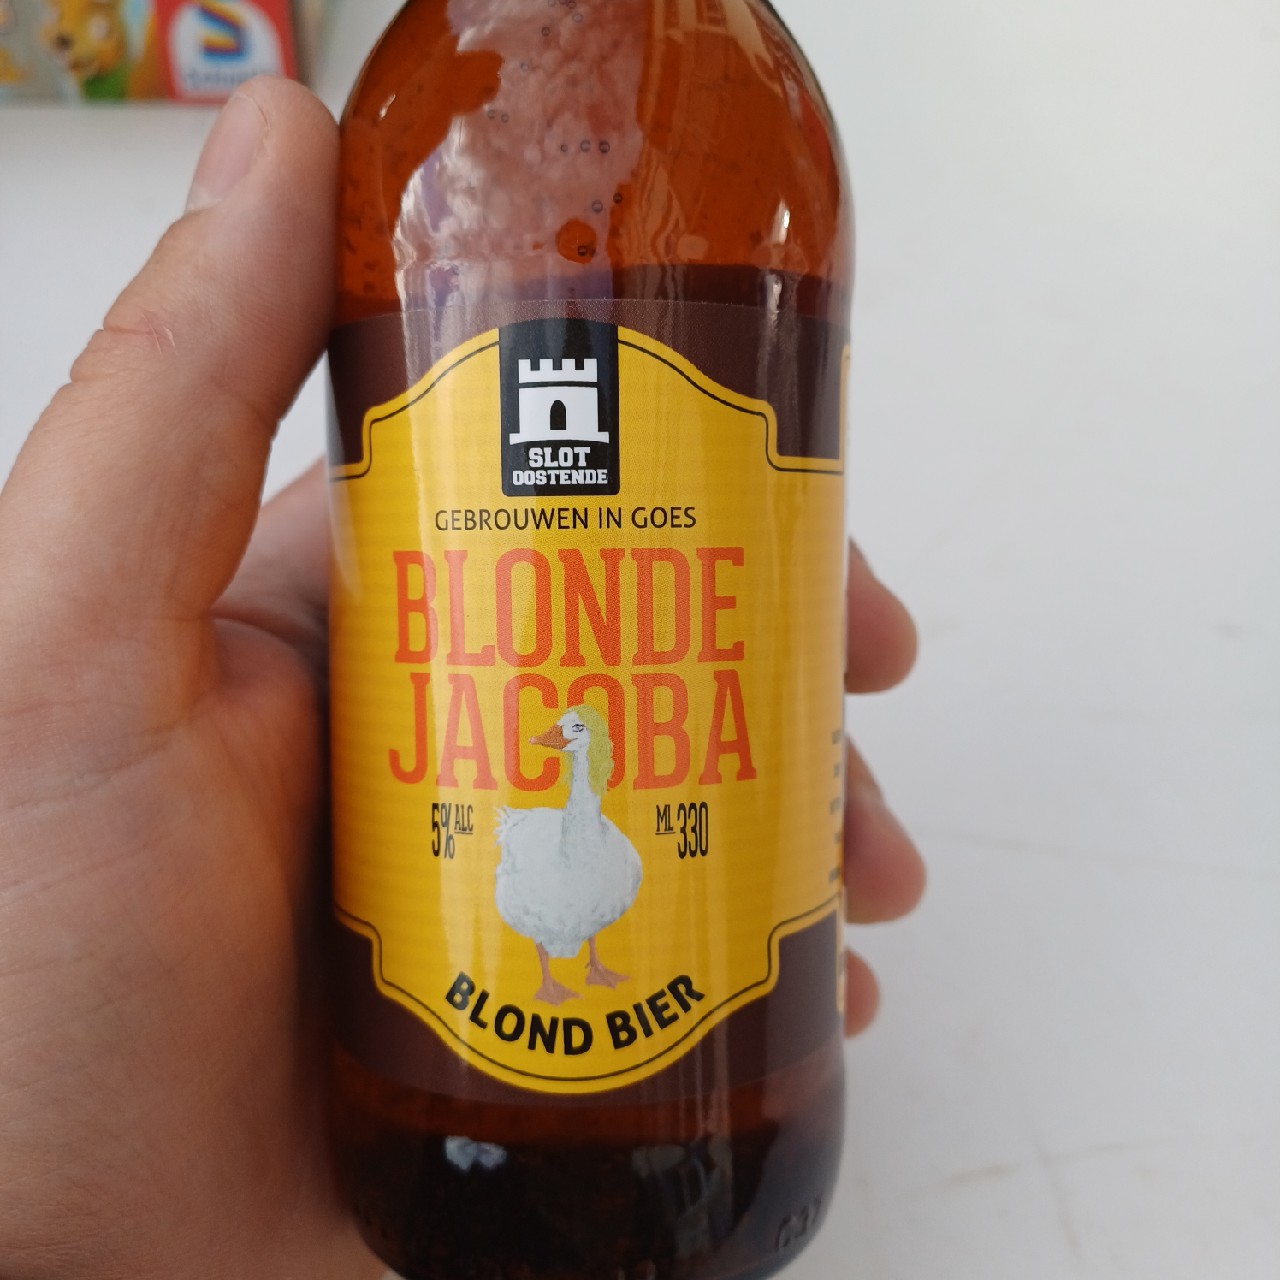 SLOT
OOSTENDE
GEBROUWEN IN GOES
BLONDE
JACOBA
5% ALC
ML 330
BLOND BIER